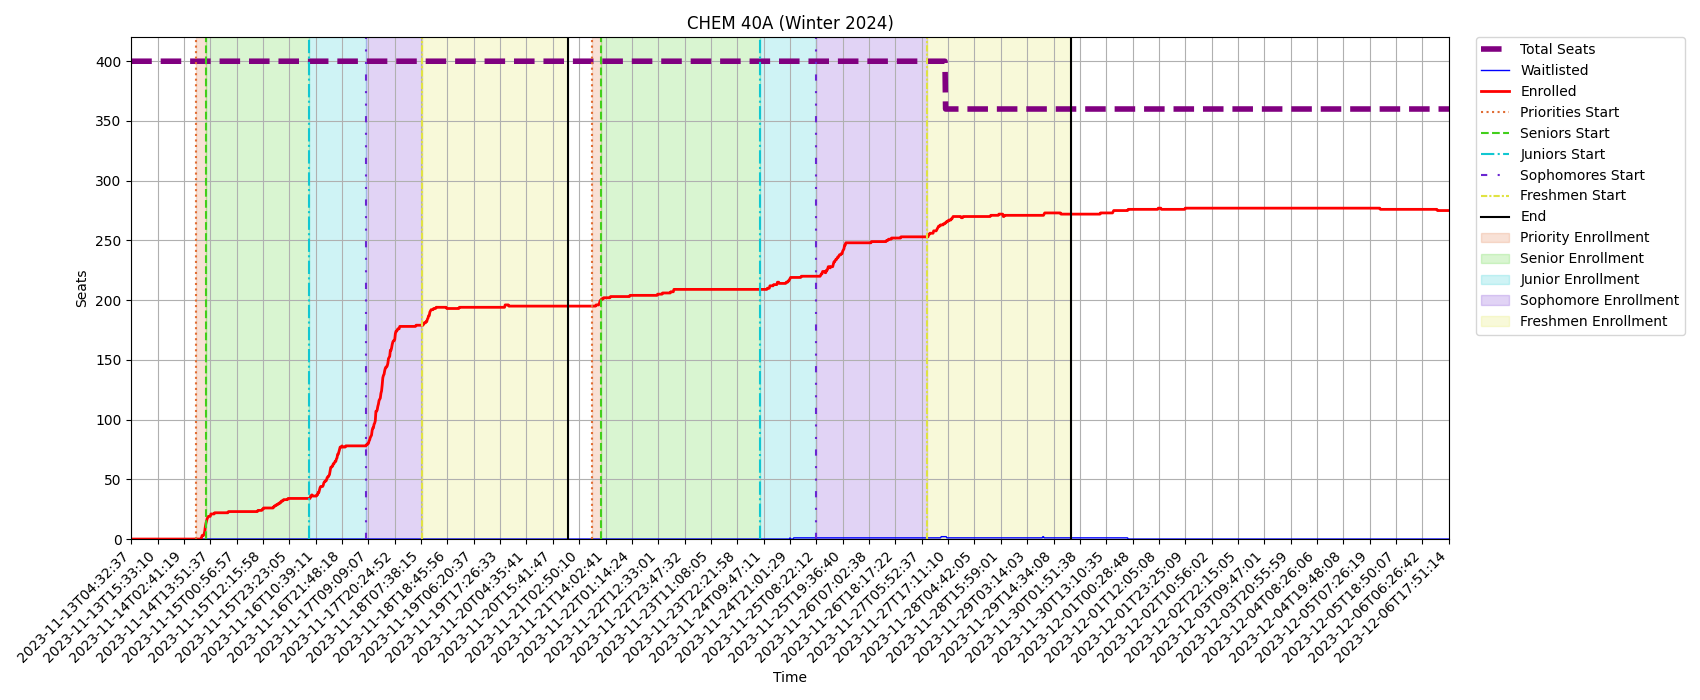 CHEM 40A (Winter 2024)
Seats
400
350
300
250
200
150
100
50
0
2023-11-13T04:32:37
2023-11-13T15:33:10
2023-11-14T02:41:19
2023-11-14T13:51:37
2023-11-15T00:56:57
2023-11-15T12:15:58
2023-11-15T23:23:05
2023-11-16T10:39:11
2023-11-16T21:48:18
2023-11-17T09:09:07
2023-11-17T20:24:52
2023-11-18T07:38:15
2023-11-18T18:45:56
2023-11-19T06:20:37
2023-11-19T17:26:33
2023-11-20T04:35:41
2023-11-20T15:41:47
2023-11-21T02:50:10
2023-11-21T14:02:41
2023-11-22T01:14:24
2023-11-22T12:33:01
2023-11-22T23:47:32
2023-11-23T11:08:05
2023-11-23T22:21:58
2023-11-24T09:47:11
2023-11-24T21:01:29
2023-11-25T08:22:12
2023-11-25T19:36:40
2023-11-26T07:02:38
2023-11-26T18:17:22
2023-11-27T05:52:37
2023-11-27T17:11:10
2023-11-28T04:42:05
2023-11-28T15:59:01
2023-11-29T03:14:03
2023-11-29T14:34:08
2023-11-30T01:51:38
2023-11-30T13:10:35
2023-12-01T00:28:48
2023-12-01T12:05:08
2023-12-01T23:25:09
2023-12-02T10:56:02
2023-12-02T22:15:05
2023-12-03T09:47:01
2023-12-03T20:55:59
2023-12-04T08:26:06
2023-12-04T19:48:08
2023-12-05T07:26:19
2023-12-05T18:50:07
2023-12-06T06:26:42
2023-12-06T17:51:14
Time
Total Seats
Waitlisted
Enrolled
Priorities Start
Seniors Start
Juniors Start
Sophomores Start
Freshmen Start
End
Priority Enrollment
Senior Enrollment
Junior Enrollment
Sophomore Enrollment
Freshmen Enrollment